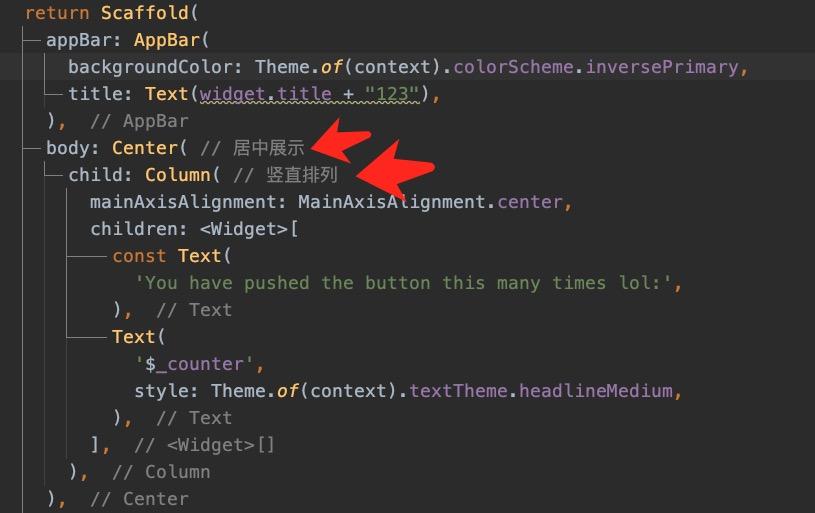 return Scaffold(
appBar: AppBar(
backgroundColor: Theme.of(context).colorScheme.inversePrimary,
title: Text(widget.title + "123"),
), // AppBar
body: Center( // 居中展示
child: Column( // 竖直排列
mainAxisAlignment: MainAxisAlignment.center,
children: <Widget>[
const Text(
'You have pushed the button this many times lol:',
), // Text
Text(
'$_counter',
style: Theme.of(context).textTheme.headlineMedium,
), // Text
], // <Widget>[]
), // Column
), // Center